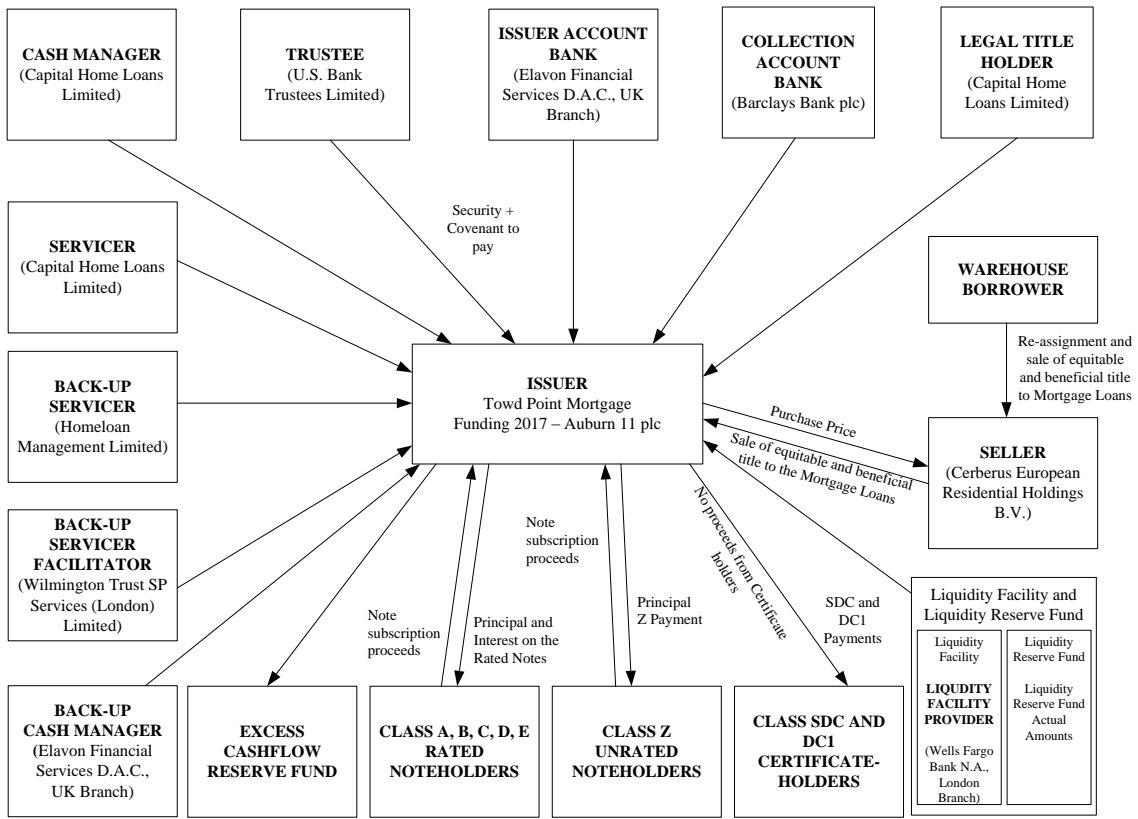 CASH MANAGER
(Capital Home Loans
Limited)
TRUSTEE
(U.S. Bank
Trustees Limited)
ISSUER ACCOUNT
BANK
(Elavon Financial
Services D.A.C., UK
Branch)
COLLECTION
ACCOUNT
BANK
(Barclays Bank plc)
LEGAL TITLE
HOLDER
(Capital Home
Loans Limited)
Security +
Covenant to
pay
SERVICER
(Capital Home Loans
Limited)
WAREHOUSE
BORROWER
Re-assignment and
sale of equitable
and beneficial title
to Mortgage Loans
BACK-UP
SERVICER
(Homeloan
Management Limited)
ISSUER
Towd Point Mortgage
Funding 2017 – Auburn 11 plc
Purchase Price
Sale of equitable and beneficial
title to the Mortgage Loans
SELLER
(Cerberus European
Residential Holdings
B.V.)
BACK-UP
SERVICER
FACILITATOR
(Wilmington Trust SP
Services (London)
Limited)
Note
subscription
proceeds
Principal and
Interest on the
Rated Notes
Note
subscription
proceeds
Principal
Z Payment
No proceeds from Certificate
holders
SDC and
DC1
Payments
Liquidity Facility and
Liquidity Reserve Fund
Liquidity
Facility
LIQUDITY
FACILITY
PROVIDER
(Wells Fargo
Bank N.A.,
London
Branch)
Liquidity
Reserve Fund
Liquidity
Reserve Fund
Actual
Amounts
BACK-UP
CASH MANAGER
(Elavon Financial
Services D.A.C.,
UK Branch)
EXCESS
CASHFLOW
RESERVE FUND
CLASS A, B, C, D, E
RATED
NOTEHOLDERS
CLASS Z
UNRATED
NOTEHOLDERS
CLASS SDC AND
DC1
CERTIFICATE-
HOLDERS